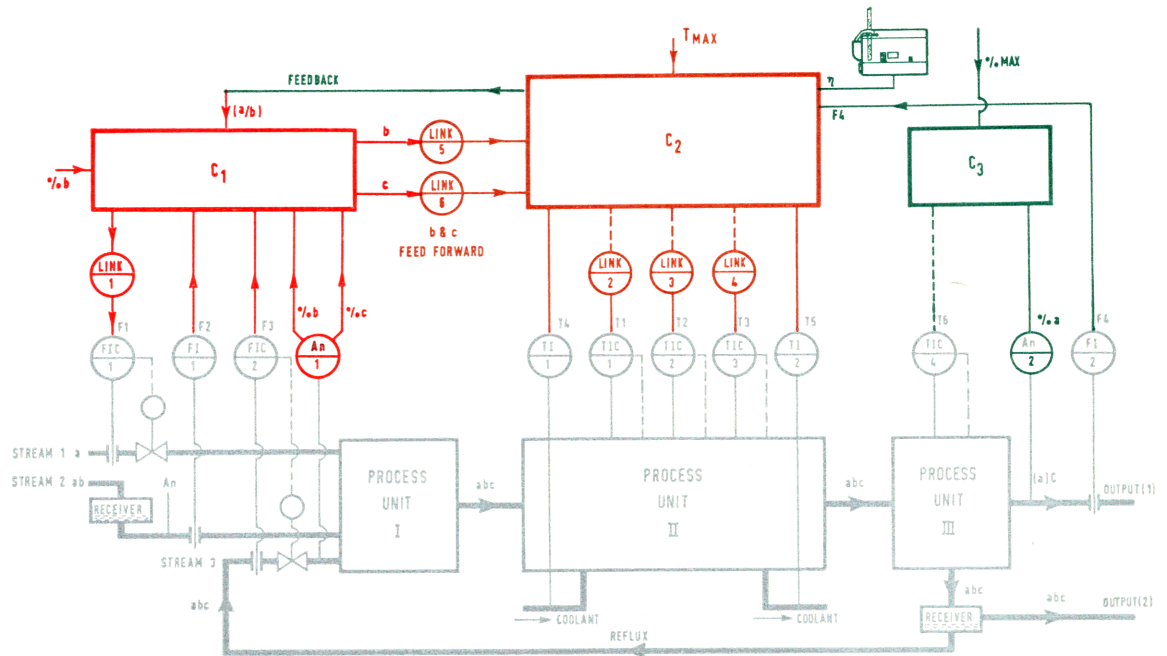 T MAX
% MAX
FEEDBACK
η
(a/b)
F4
b
LINK
5
C2
C1
C3
% b
c
LINK
6
b & c
FEED FORWARD
LINK
1
LINK
2
LINK
3
LINK
4
% b
% c
% a
F1
F2
F3
T4
T1
T2
T3
T5
T6
F4
FIC
1
FI
1
FIC
2
An
1
TI
1
TIC
1
TIC
2
TIC
3
TI
2
TIC
4
An
2
FI
2
STREAM 1 a
STREAM 2 ab
An
RECEIVER
STREAM 3
PROCESS
UNIT
I
abc
PROCESS
UNIT
II
abc
PROCESS
UNIT
III
(a)C
OUTPUT(1)
abc
COOLANT
COOLANT
abc
RECEIVER
abc
OUTPUT(2)
REFLUX